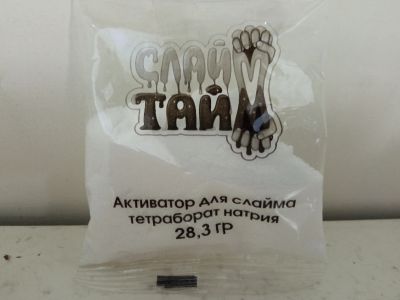 СЛАЙМ
ТАЙМ
Активатор для слайма
тетраборат натрия
28,3 ГР